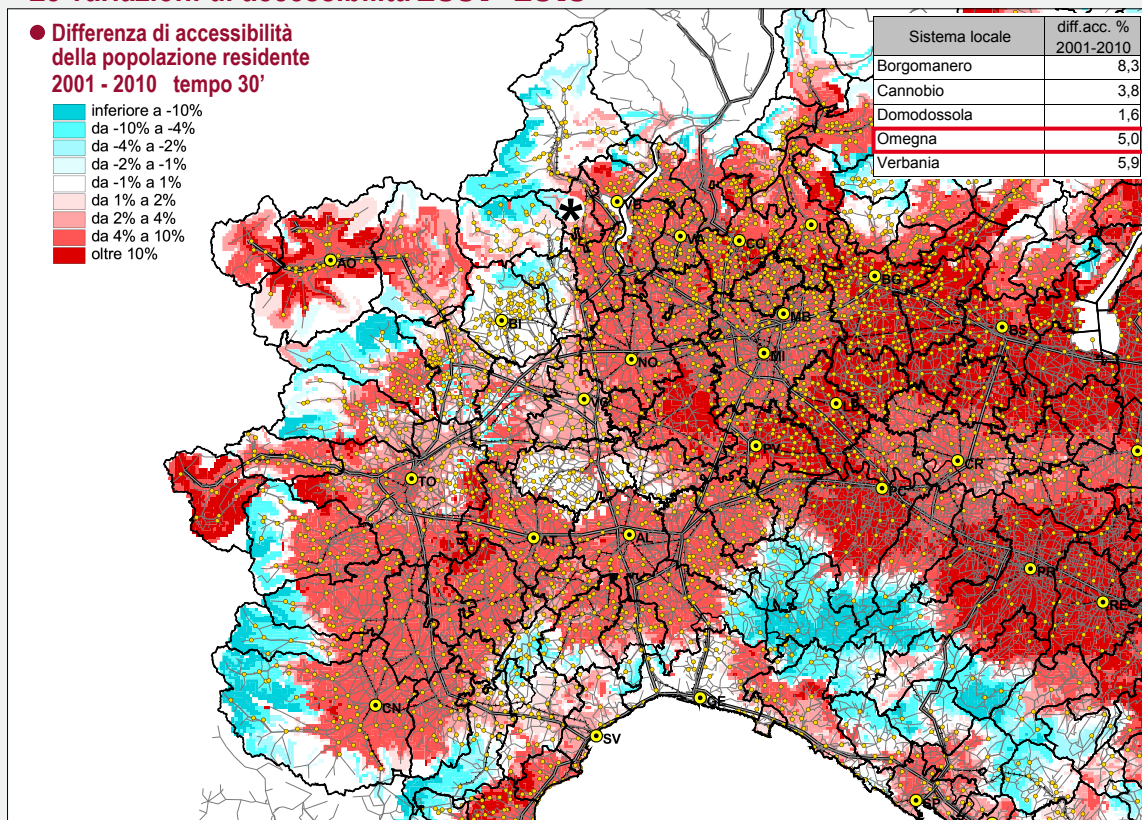 Differenza di accessibilità
della popolazione residente
2001 - 2010 tempo 30'
inferiore a -10%
da -10% a -4%
da -4% a -2%
da -2% a -1%
da -1% a 1%
da 1% a 2%
da 2% a 4%
da 4% a 10%
oltre 10%
Sistema locale diff.acc. % 2001-2010
Borgomanero 8,3
Cannobio 3,8
Domodossola 1,6
Omegna 5,0
Verbania 5,9
*
VB
VA
CO
AO
BG
BI
MB
BS
NO
MI
CR
TO
AT
AL
PR
RE
CN
GE
SV
SP